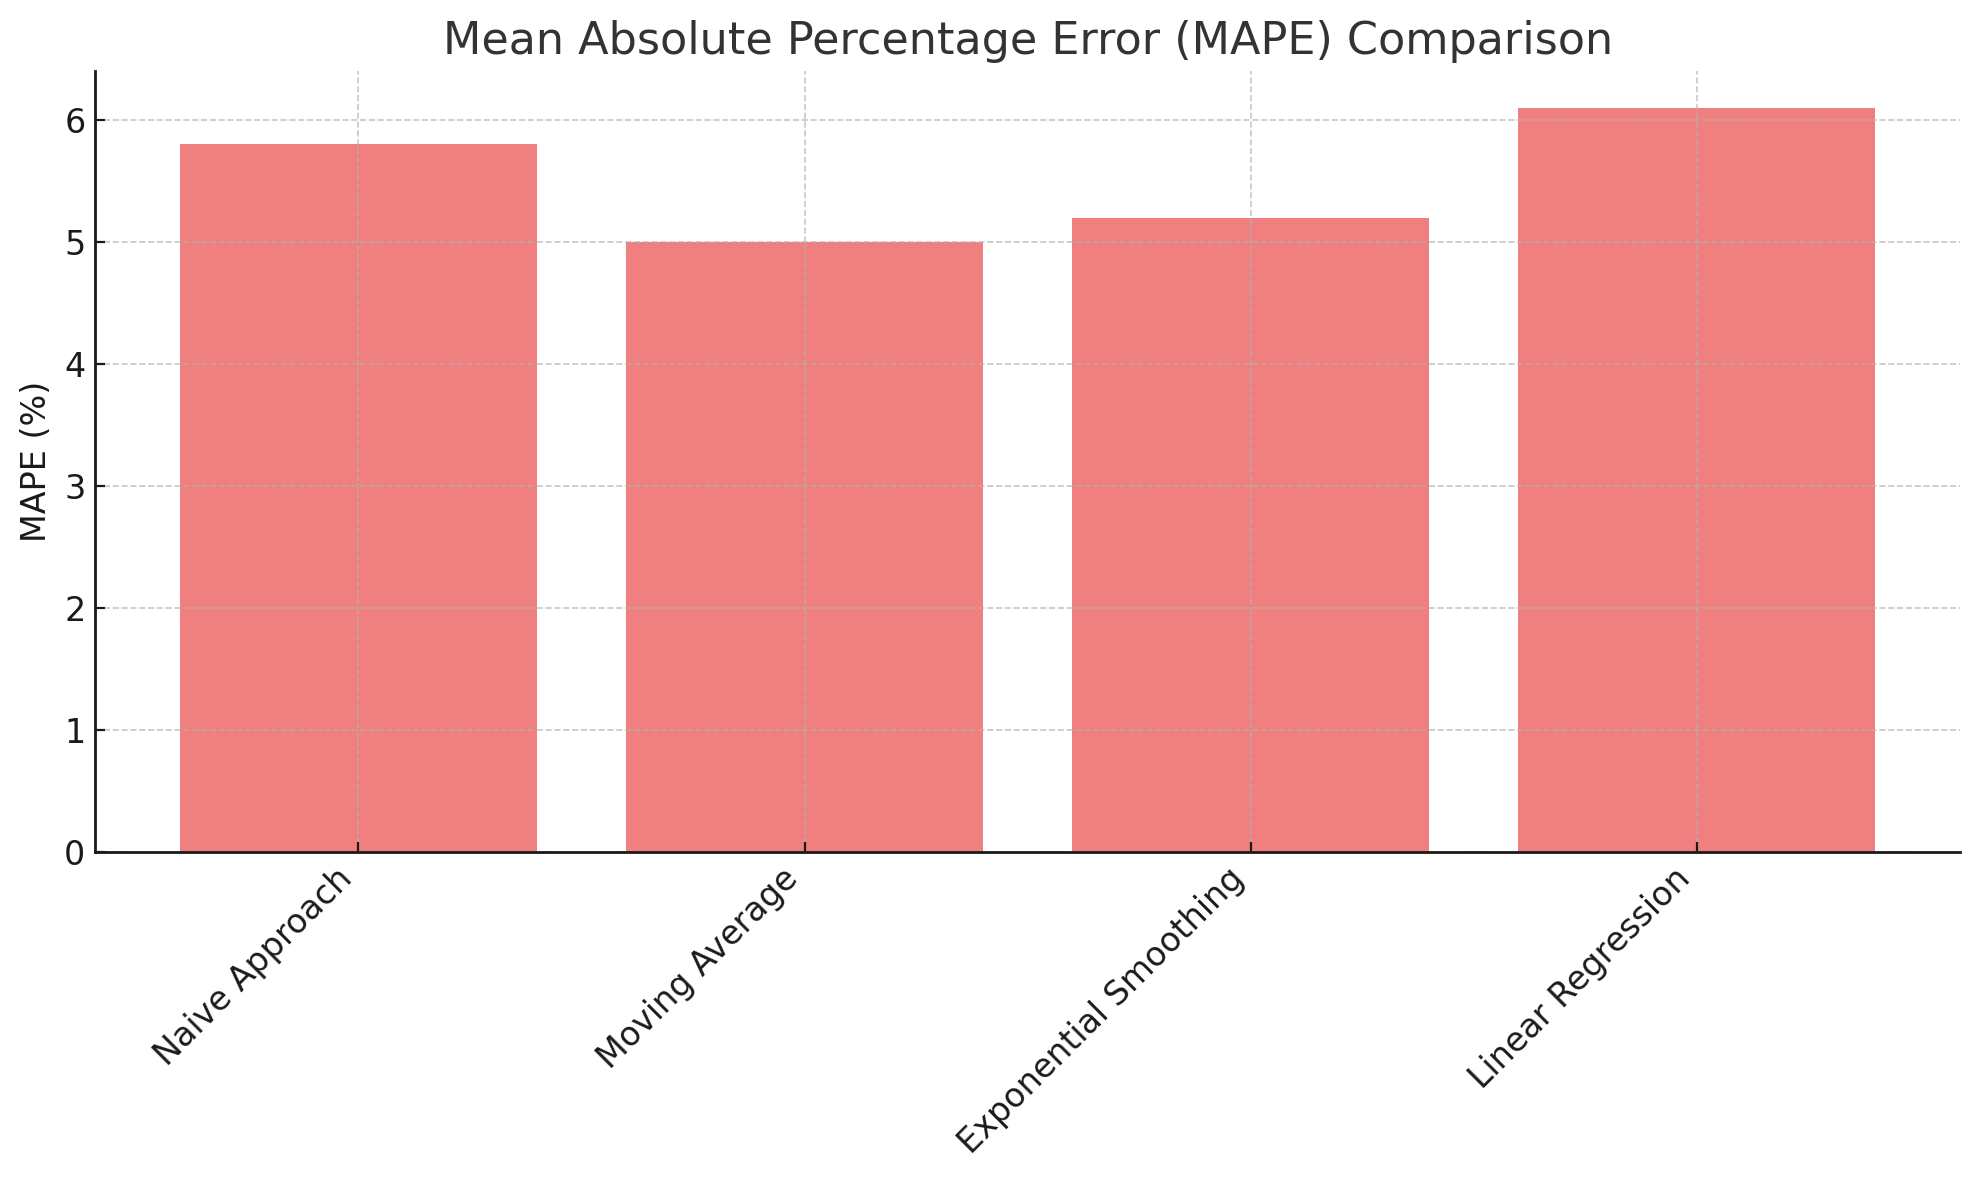 Mean Absolute Percentage Error (MAPE) Comparison
MAPE (%)
6
5
4
3
2
1
0
Naive Approach
Moving Average
Exponential Smoothing
Linear Regression